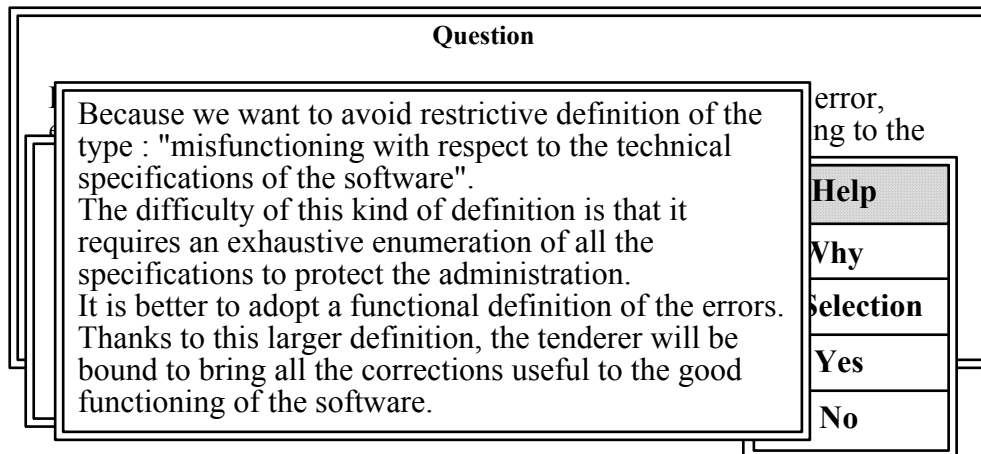 Question
error,
ng to the
Because we want to avoid restrictive definition of the
type : "misfunctioning with respect to the technical
specifications of the software".
The difficulty of this kind of definition is that it
requires an exhaustive enumeration of all the
specifications to protect the administration.
It is better to adopt a functional definition of the errors.
Thanks to this larger definition, the tenderer will be
bound to bring all the corrections useful to the good
functioning of the software.
Help
Why
Selection
Yes
No